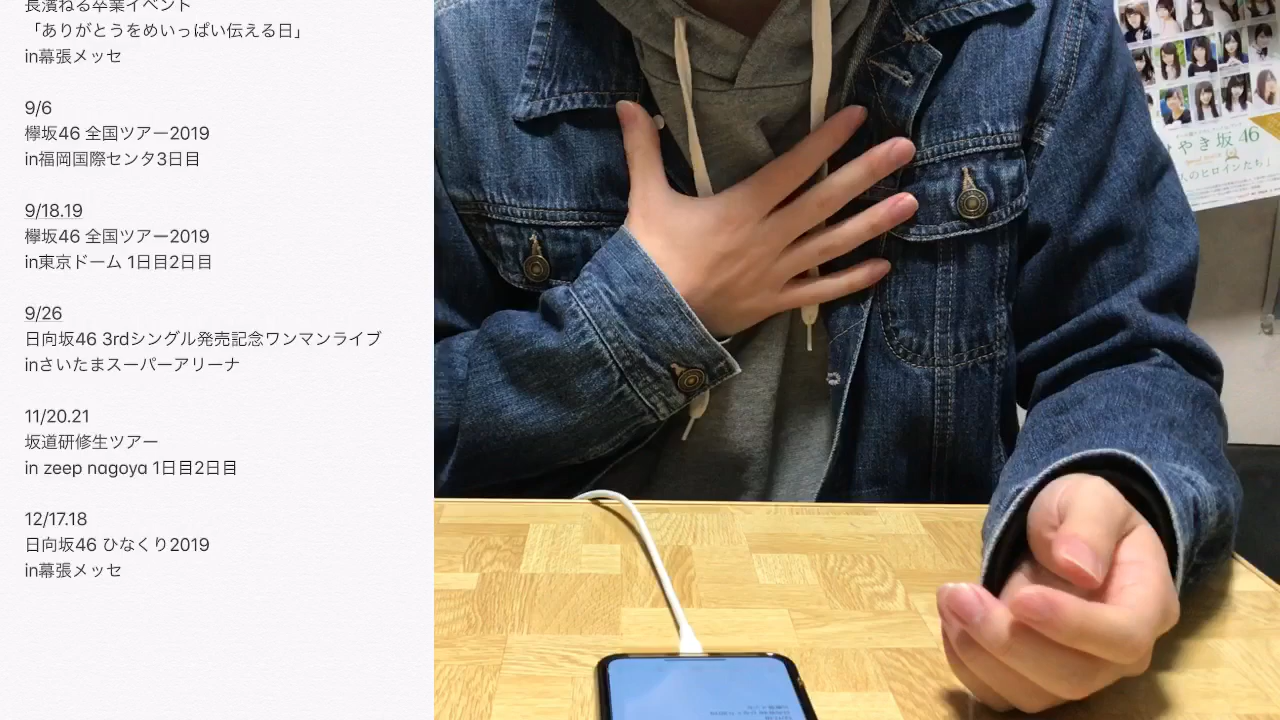 長濱ねる卒業イベント
「ありがとうをめいっぱい伝える日」
in幕張メッセ
9/6
欅坂46 全国ツアー2019
in福岡国際センタ3日目
9/18.19
欅坂46 全国ツアー2019
in東京ドーム 1日目2日目
9/26
日向坂46 3rdシングル発売記念ワンマンライブ
inさいたまスーパーアリーナ
11/20.21
坂道研修生ツアー
in zeep nagoya 1日目2日目
12/17.18
日向坂46 ひなくり2019
in幕張メッセ
やき坂46
人のヒロインたち」